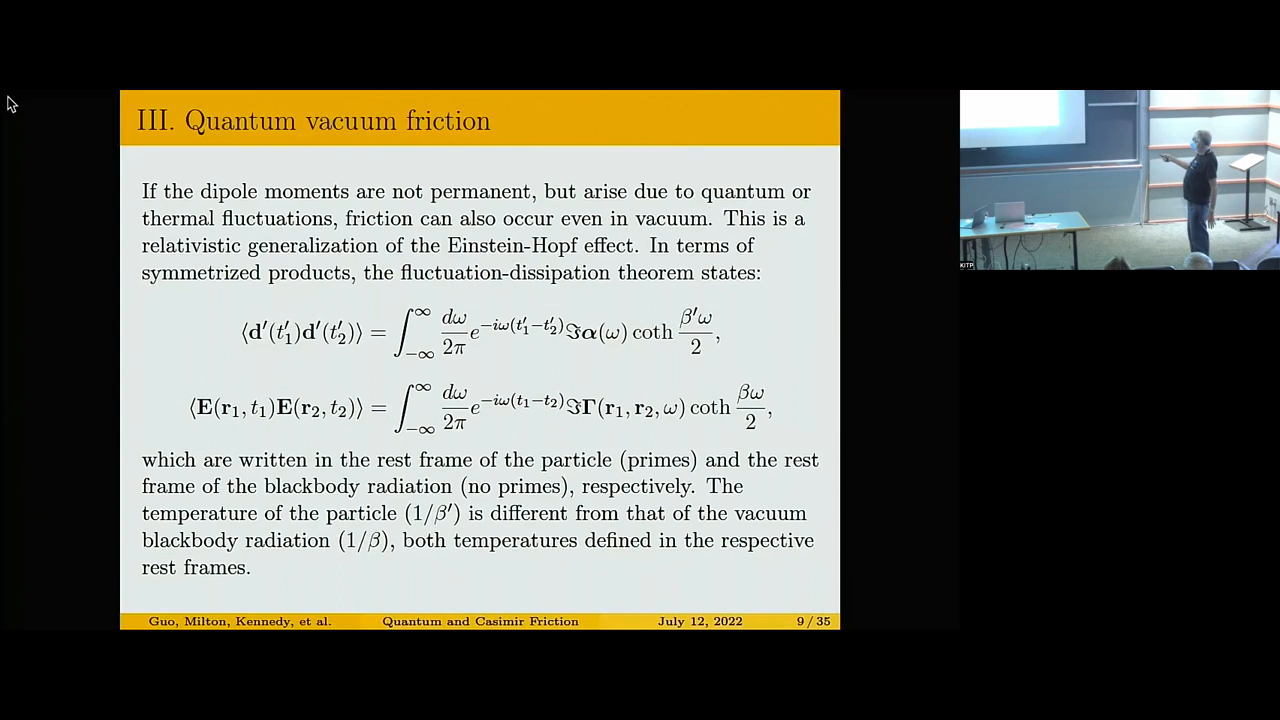 III. Quantum vacuum friction
If the dipole moments are not permanent, but arise due to quantum or
thermal fluctuations, friction can also occur even in vacuum. This is a
relativistic generalization of the Einstein-Hopf effect. In terms of
symmetrized products, the fluctuation-dissipation theorem states:
⟨d′(t′₁)d′(t′₂)⟩ = ∫_{−∞}^{∞} dω/2π e^{−iω(t′₁−t′₂)} ℑα(ω) coth β′ω/2,
⟨E(r₁, t₁)E(r₂, t₂)⟩ = ∫_{−∞}^{∞} dω/2π e^{−iω(t₁−t₂)} ℑΓ(r₁, r₂, ω) coth βω/2,
which are written in the rest frame of the particle (primes) and the rest
frame of the blackbody radiation (no primes), respectively. The
temperature of the particle (1/β′) is different from that of the vacuum
blackbody radiation (1/β), both temperatures defined in the respective
rest frames.
Guo, Milton, Kennedy, et al. Quantum and Casimir Friction July 12, 2022 9 / 35
KITP